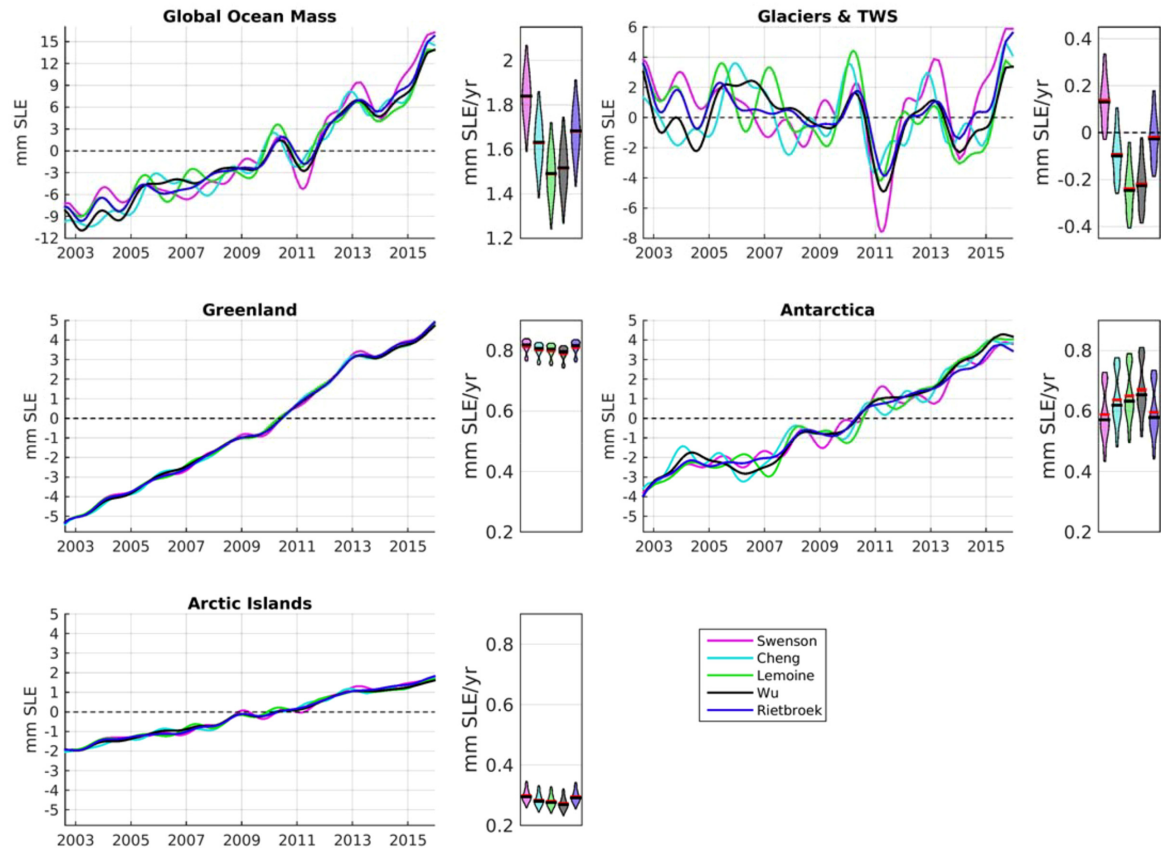 Global Ocean Mass
mm SLE
15
12
9
6
3
0
-3
-6
-9
-12
2003 2005 2007 2009 2011 2013 2015
mm SLE/yr
2
1.8
1.6
1.4
1.2
Glaciers & TWS
mm SLE
6
4
2
0
-2
-4
-6
-8
2003 2005 2007 2009 2011 2013 2015
mm SLE/yr
0.4
0.2
0
-0.2
-0.4
Greenland
mm SLE
5
4
3
2
1
0
-1
-2
-3
-4
-5
2003 2005 2007 2009 2011 2013 2015
mm SLE/yr
0.8
0.6
0.4
0.2
Antarctica
mm SLE
5
4
3
2
1
0
-1
-2
-3
-4
-5
2003 2005 2007 2009 2011 2013 2015
mm SLE/yr
0.8
0.6
0.4
0.2
Arctic Islands
mm SLE
5
4
3
2
1
0
-1
-2
-3
-4
-5
2003 2005 2007 2009 2011 2013 2015
mm SLE/yr
0.8
0.6
0.4
0.2
Swenson
Cheng
Lemoine
Wu
Rietbroek